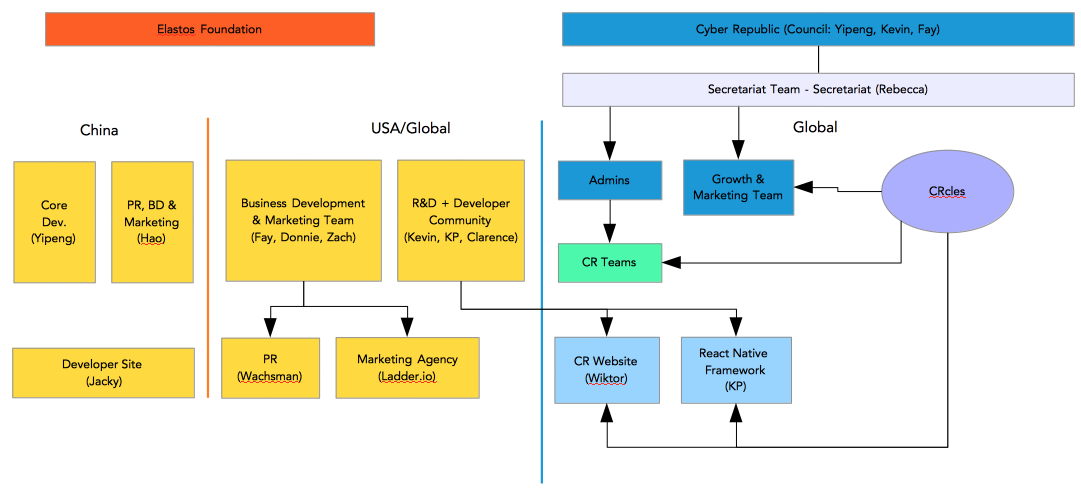 Elastos Foundation
Cyber Republic (Council: Yipeng, Kevin, Fay)
Secretariat Team - Secretariat (Rebecca)
China
USA/Global
Global
Core
Dev.
(Yipeng)
PR, BD &
Marketing
(Hao)
Business Development
& Marketing Team
(Fay, Donnie, Zach)
R&D + Developer
Community
(Kevin, KP, Clarence)
Admins
Growth &
Marketing Team
CRcles
CR Teams
Developer Site
(Jacky)
PR
(Wachsman)
Marketing Agency
(Ladder.io)
CR Website
(Wiktor)
React Native
Framework
(KP)